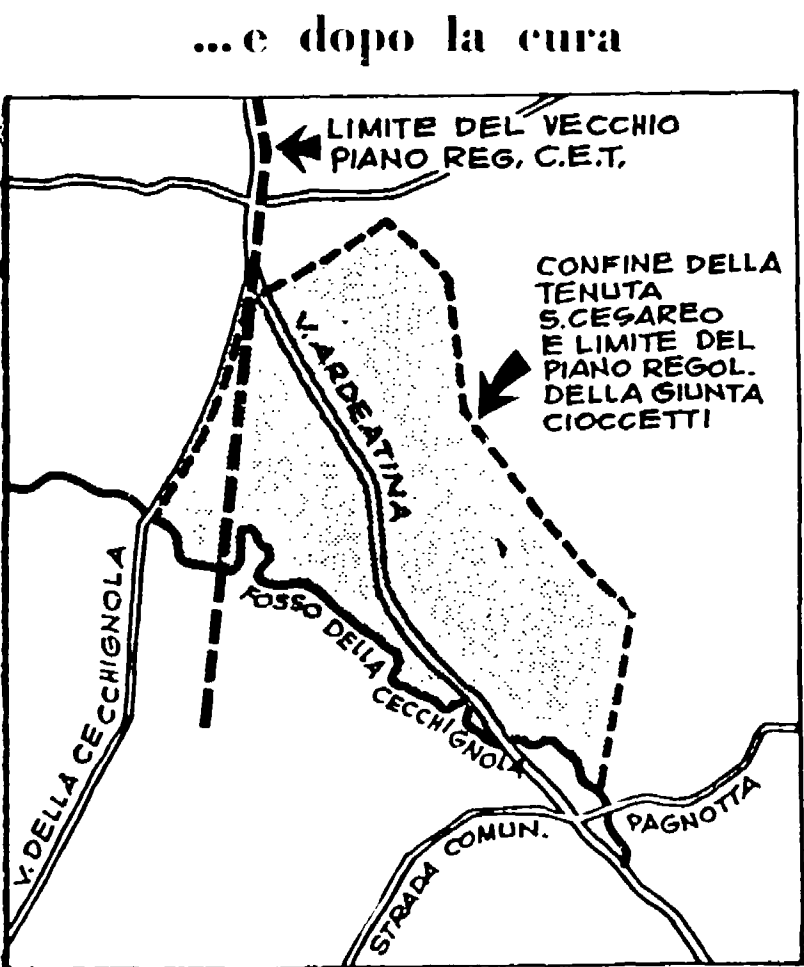 ...e dopo la cura
LIMITE DEL VECCHIO
PIANO REG. C.E.T.
CONFINE DELLA
TENUTA
S.CESAREO
E LIMITE DEL
PIANO REGOL.
DELLA GIUNTA
CIOCCETTI
V. ARDEATINA
FOSSO DELLA
CECCHIGNOLA
V. DELLA CECCHIGNOLA
STRADA COMUN.
PAGNOTTA